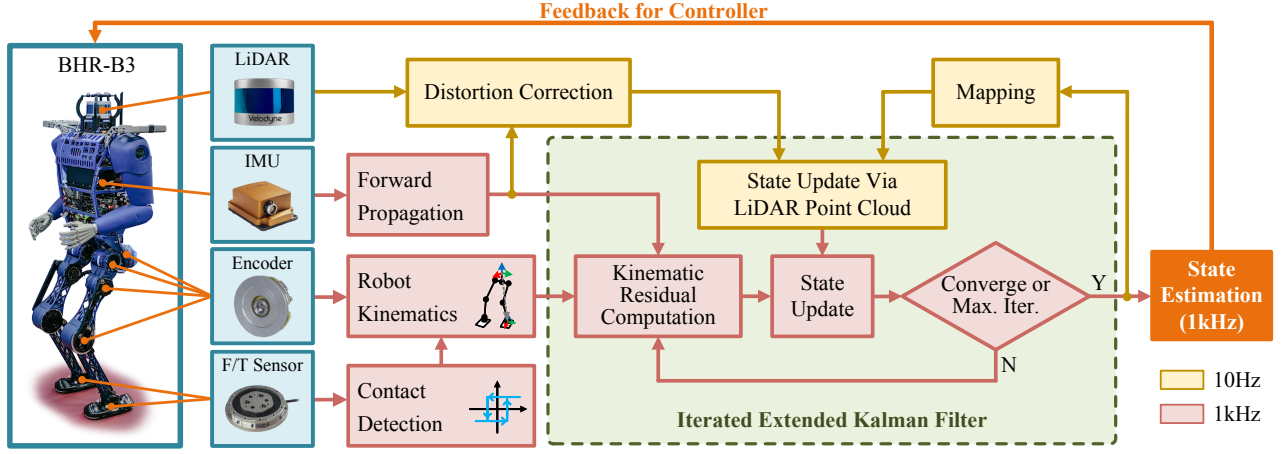 Feedback for Controller
BHR-B3
LiDAR
Velodyne
Distortion Correction
Mapping
IMU
Forward
Propagation
State Update Via
LiDAR Point Cloud
Encoder
Robot
Kinematics
Kinematic
Residual
Computation
State
Update
Converge or
Max. Iter.
Y
N
State
Estimation
(1kHz)
F/T Sensor
Contact
Detection
Iterated Extended Kalman Filter
10Hz
1kHz